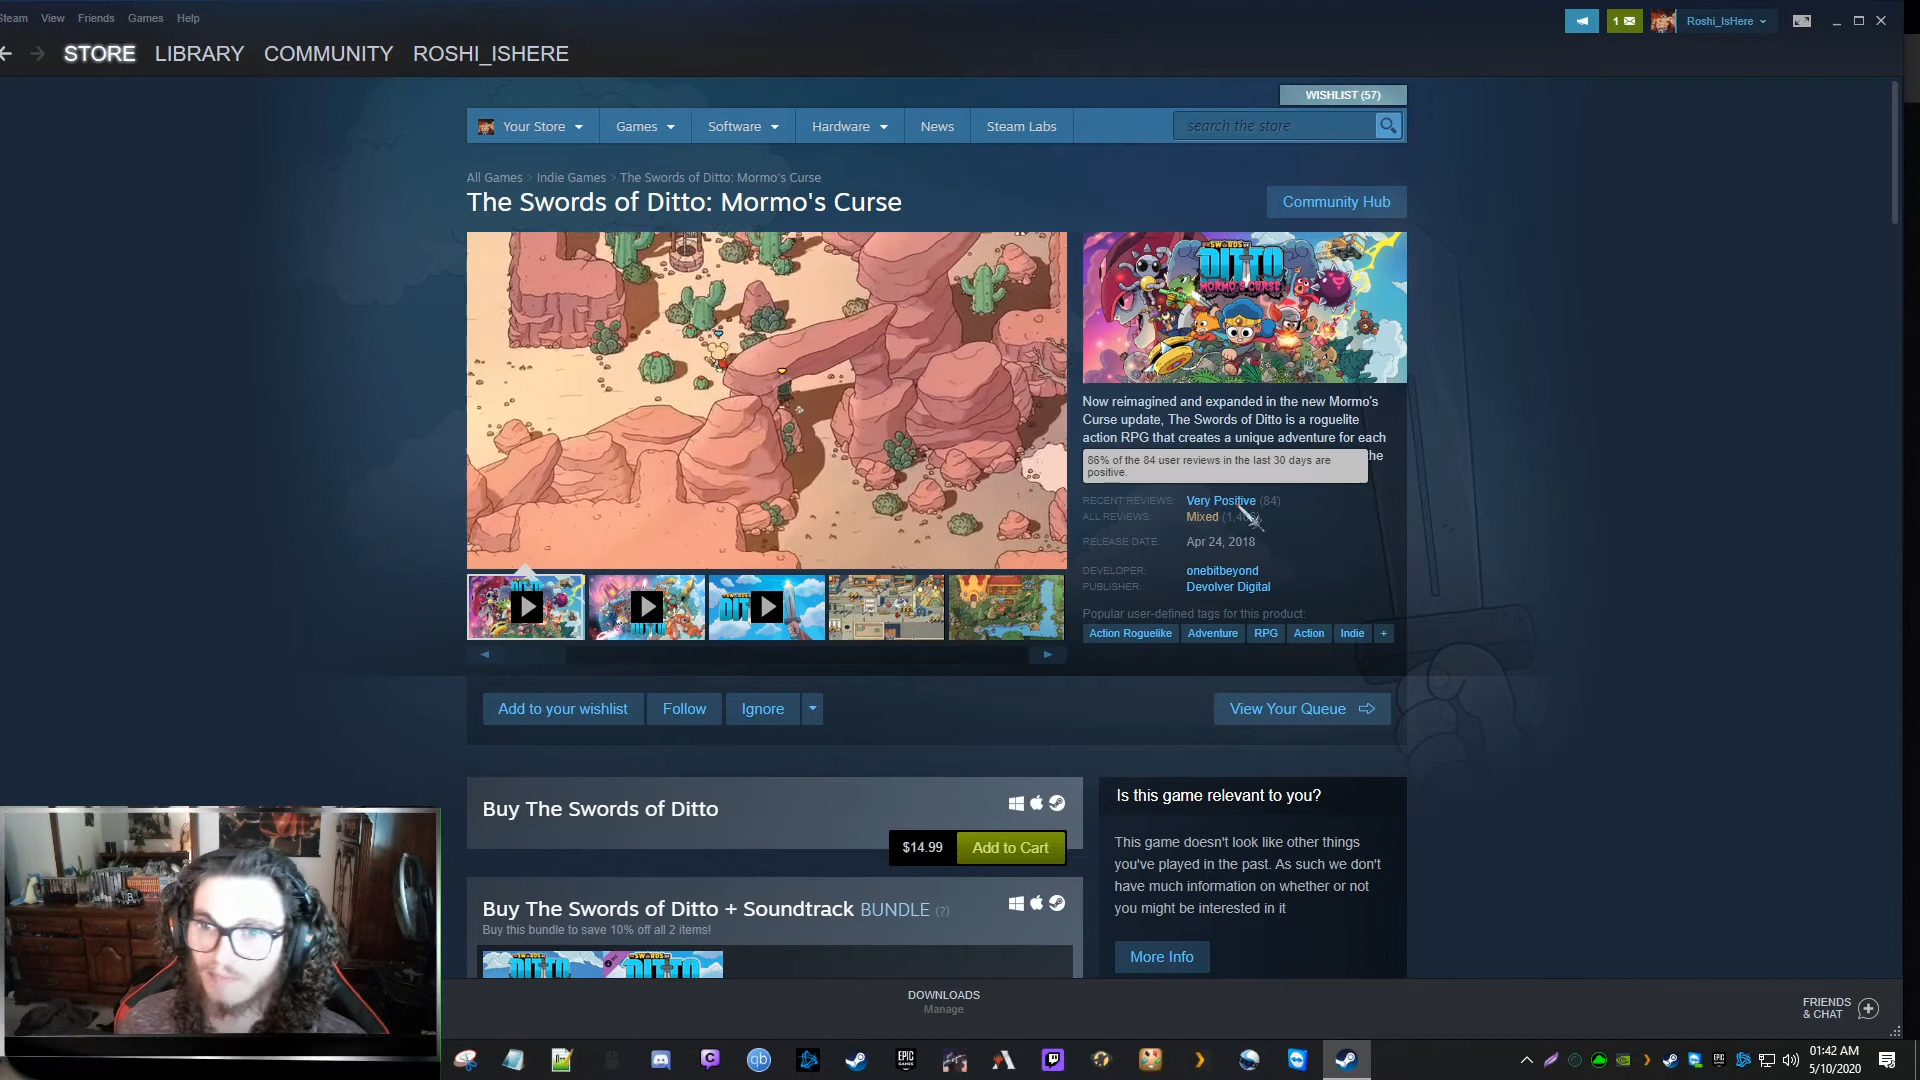 Steam View Friends Games Help
1
Roshi_IsHere
STORE LIBRARY COMMUNITY ROSHI_ISHERE
WISHLIST (57)
Your Store Games Software Hardware News Steam Labs
search the store
All Games > Indie Games > The Swords of Ditto: Mormo's Curse
The Swords of Ditto: Mormo's Curse
Community Hub
DITTO
MORMO'S CURSE
Now reimagined and expanded in the new Mormo's
Curse update, The Swords of Ditto is a roguelite
action RPG that creates a unique adventure for each
the
86% of the 84 user reviews in the last 30 days are
positive.
RECENT REVIEWS: Very Positive (84)
ALL REVIEWS: Mixed
RELEASE DATE: Apr 24, 2018
DEVELOPER: onebitbeyond
PUBLISHER: Devolver Digital
Popular user-defined tags for this product:
Action Roguelike Adventure RPG Action Indie +
Add to your wishlist Follow Ignore
View Your Queue
Buy The Swords of Ditto
$14.99 Add to Cart
Is this game relevant to you?
This game doesn't look like other things
you've played in the past. As such we don't
have much information on whether or not
you might be interested in it
More Info
Buy The Swords of Ditto + Soundtrack BUNDLE (?)
Buy this bundle to save 10% off all 2 items!
DITTO DITTO
DOWNLOADS
Manage
FRIENDS
& CHAT
01:42 AM
5/10/2020